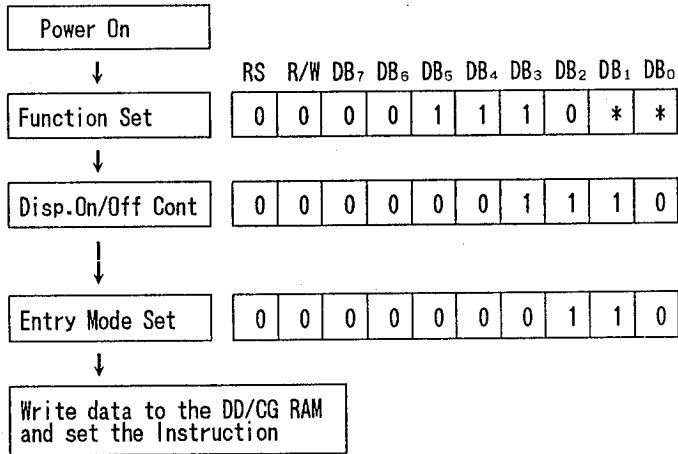 Power On
RS R/W DB₇ DB₆ DB₅ DB₄ DB₃ DB₂ DB₁ DB₀
Function Set 0 0 0 0 1 1 1 0 * *
Disp.On/Off Cont 0 0 0 0 0 0 1 1 1 0
Entry Mode Set 0 0 0 0 0 0 0 1 1 0
Write data to the DD/CG RAM
and set the Instruction